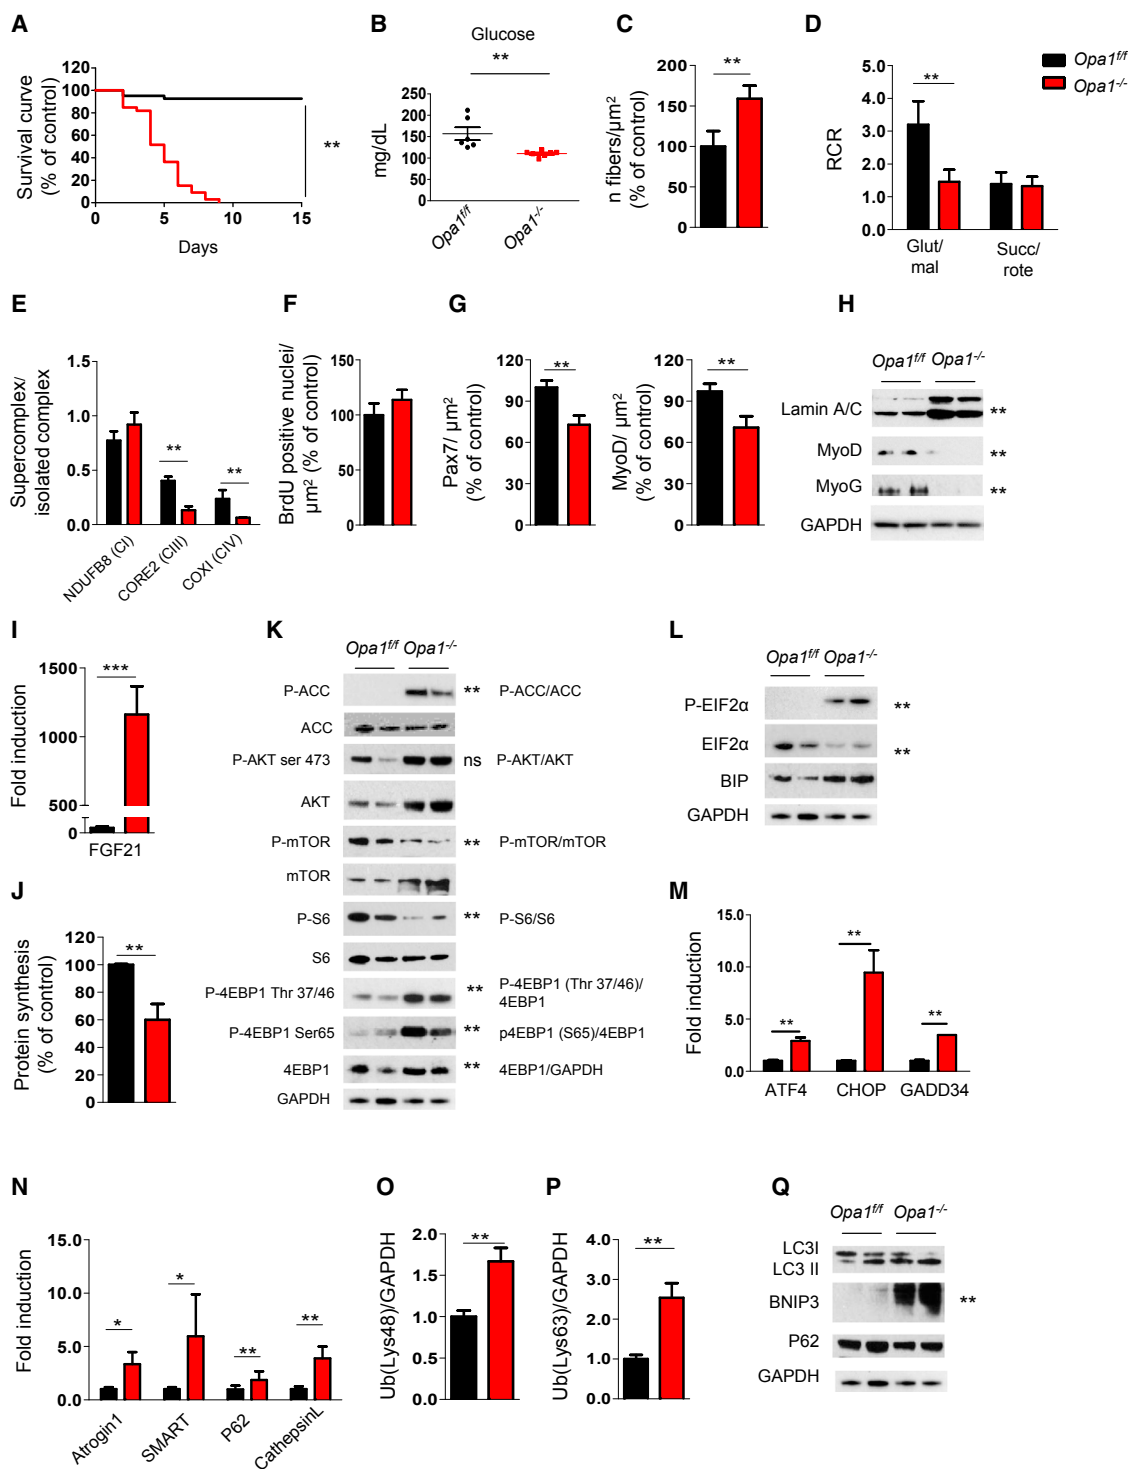 A
Survival curve
(% of control)
120
100
80
60
40
20
0
0 5 10 15
Days
**
B
Glucose
**
mg/dL
250
200
150
100
50
0
Opa1f/f
Opa1-/-
C
**
n fibers/µm²
(% of control)
200
150
100
50
0
D
RCR
5.0
4.0
3.0
2.0
1.0
0.0
**
Glut/
mal
Succ/
rote
Opa1f/f
Opa1-/-
E
Supercomplex/
isolated complex
1.5
1.0
0.5
0.0
**
**
NDUFB8 (CI)
CORE2 (CIII)
COXI (CIV)
F
BrdU positive nuclei/
µm² (% of control)
150
100
50
0
G
Pax7/ µm²
(% of control)
120
90
60
30
0
**
MyoD/ µm²
(% of control)
120
90
60
30
0
**
H
Opa1f/f Opa1-/-
Lamin A/C **
MyoD **
MyoG **
GAPDH
I
Fold induction
1500
1000
500
0
***
FGF21
J
Protein synthesis
(% of control)
120
100
80
60
40
20
0
**
K
Opa1f/f Opa1-/-
P-ACC ** P-ACC/ACC
ACC
P-AKT ser 473 ns P-AKT/AKT
AKT
P-mTOR ** P-mTOR/mTOR
mTOR
P-S6 ** P-S6/S6
S6
P-4EBP1 Thr 37/46 ** P-4EBP1 (Thr 37/46)/
4EBP1
P-4EBP1 Ser65 ** p4EBP1 (S65)/4EBP1
4EBP1 ** 4EBP1/GAPDH
GAPDH
L
Opa1f/f Opa1-/-
P-EIF2α **
EIF2α **
BIP
GAPDH
M
Fold induction
15.0
10.0
5.0
0.0
**
**
**
ATF4 CHOP GADD34
N
Fold induction
15.0
10.0
5.0
0.0
*
*
**
**
Atrogin1
SMART
P62
CathepsinL
O
Ub(Lys48)/GAPDH
2.0
1.5
1.0
0.5
0.0
**
P
Ub(Lys63)/GAPDH
4.0
3.0
2.0
1.0
0.0
**
Q
Opa1f/f Opa1-/-
LC3I
LC3 II
BNIP3 **
P62
GAPDH